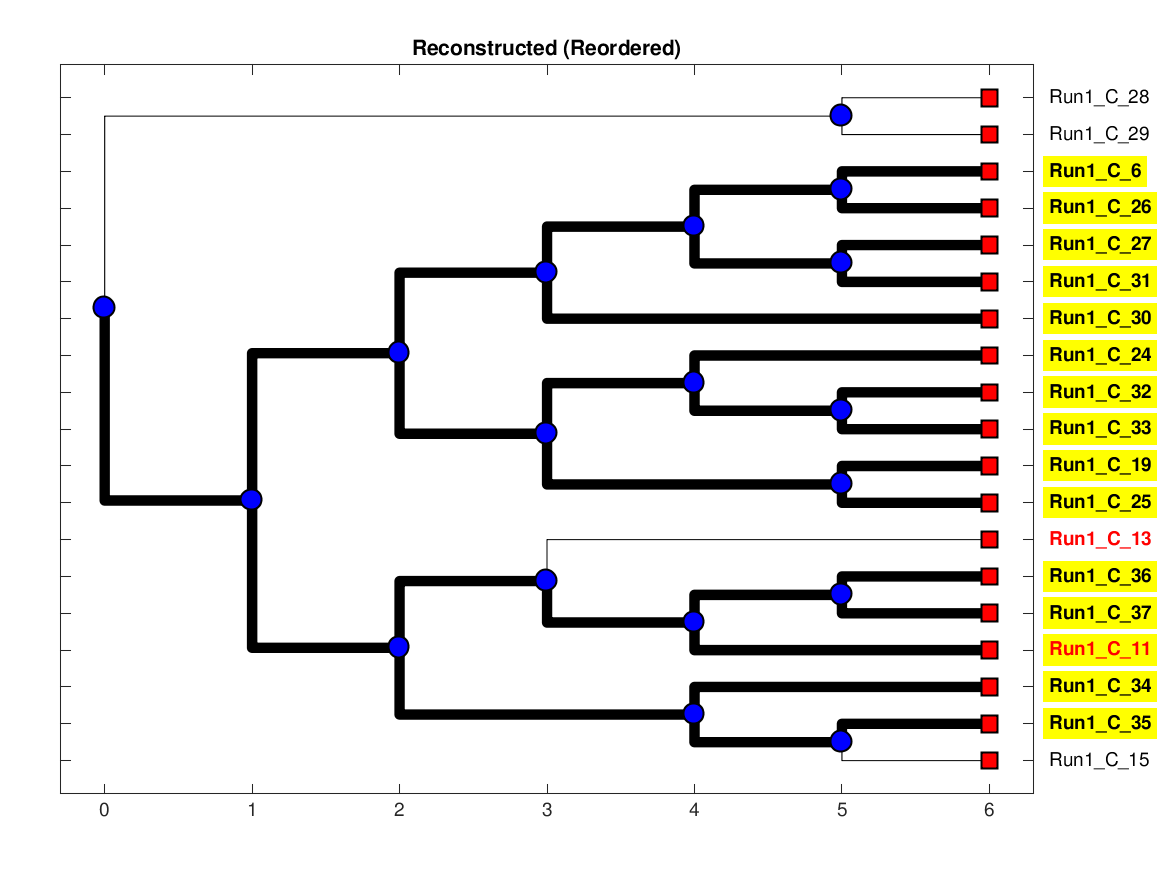 Reconstructed (Reordered)
Run1_C_28
Run1_C_29
Run1_C_6
Run1_C_26
Run1_C_27
Run1_C_31
Run1_C_30
Run1_C_24
Run1_C_32
Run1_C_33
Run1_C_19
Run1_C_25
Run1_C_13
Run1_C_36
Run1_C_37
Run1_C_11
Run1_C_34
Run1_C_35
Run1_C_15
0 1 2 3 4 5 6